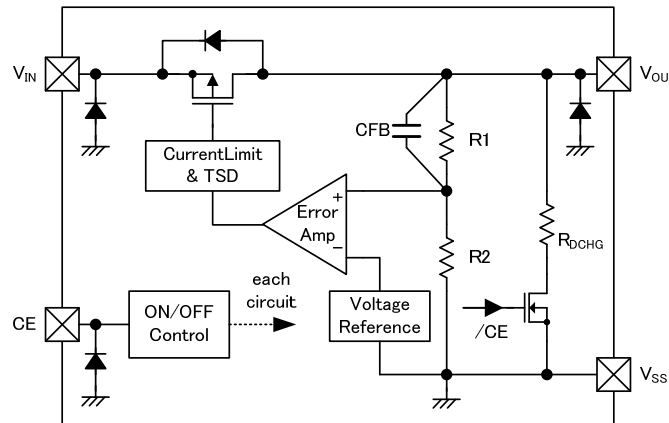 VIN
VOU
CFB
R1
CurrentLimit
& TSD
+
Error
Amp
−
R2
RDCHG
each
circuit
CE
ON/OFF
Control
Voltage
Reference
/CE
VSS